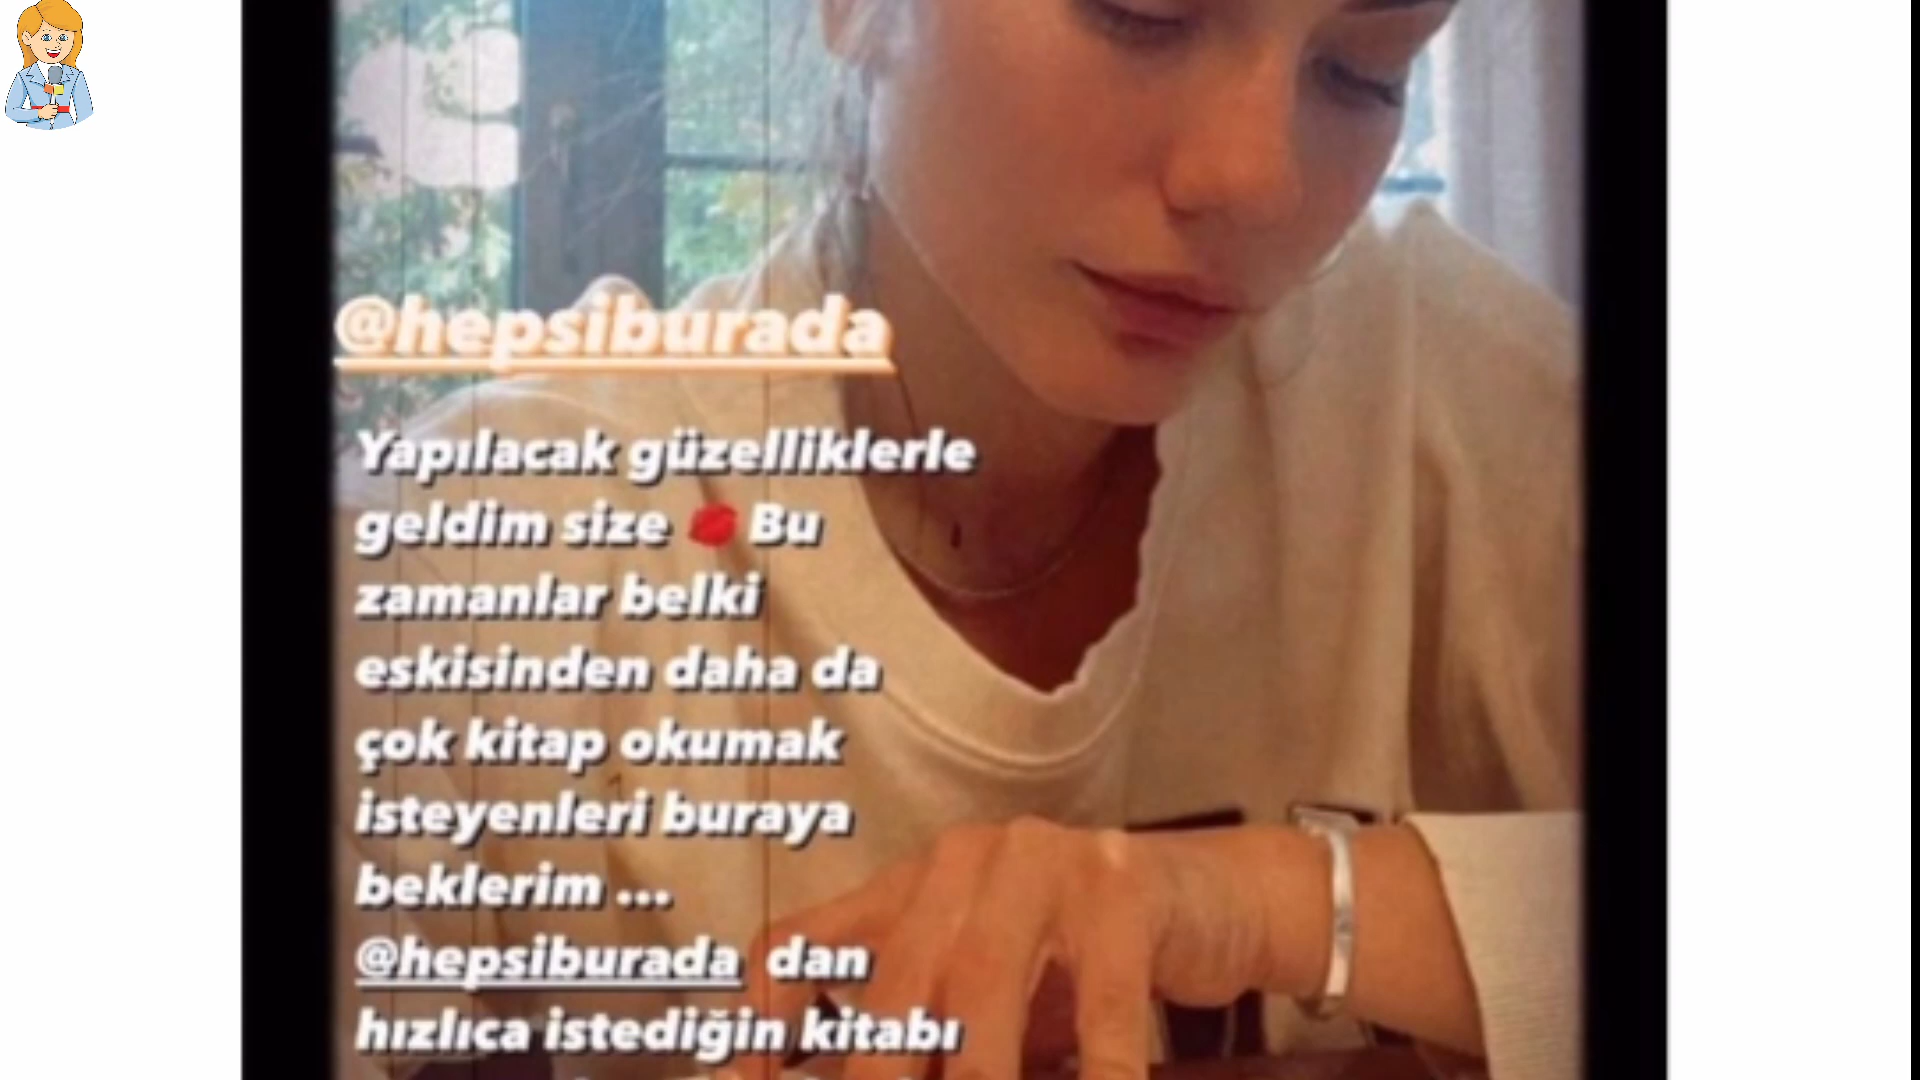 @hepsiburada
Yapılacak güzelliklerle
geldim size 💋 Bu
zamanlar belki
eskisinden daha da
çok kitap okumak
isteyenleri buraya
beklerim ...
@hepsiburada dan
hızlıca istediğin kitabı